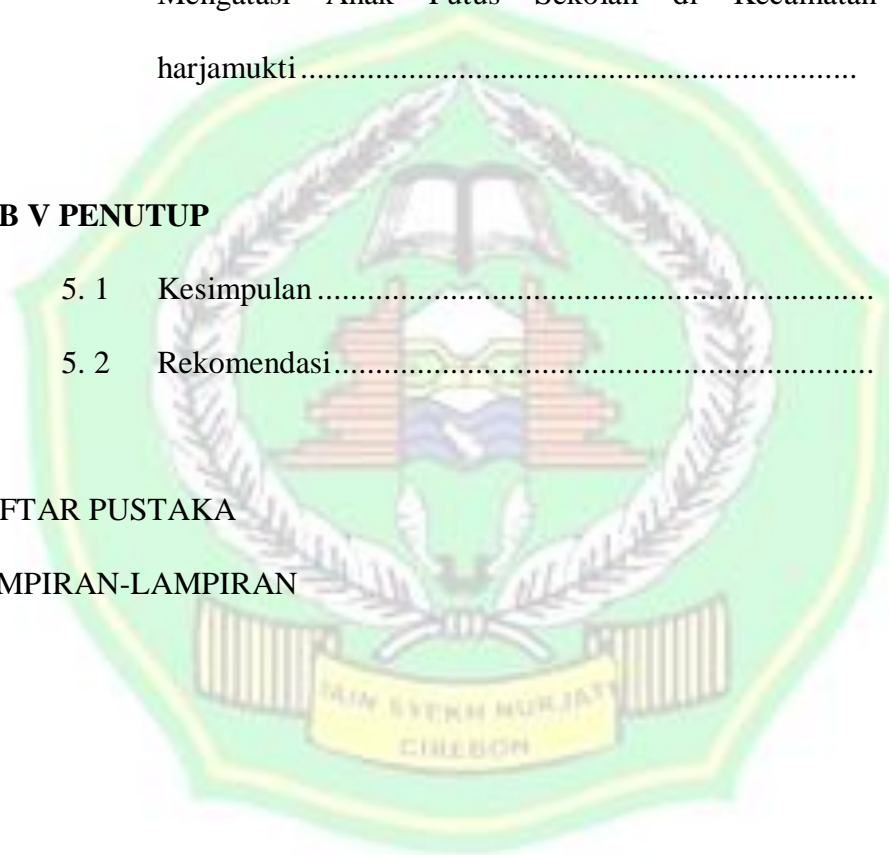 Mengatasi Anak Putus Sekolah di Kecamatan
harjamukti...................................................................
B V PENUTUP
5. 1 Kesimpulan...................................................................
5. 2 Rekomendasi.................................................................
FTAR PUSTAKA
MPIRAN-LAMPIRAN
IAIN SYEKH NURJATI
CIREBON